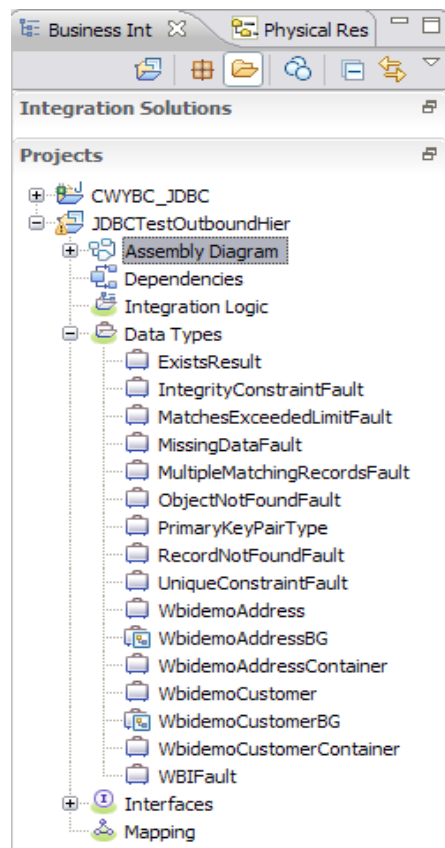 Business Int Physical Res
Integration Solutions
Projects
CWYBC_JDBC
JDBCTestOutboundHier
Assembly Diagram
Dependencies
Integration Logic
Data Types
ExistsResult
IntegrityConstraintFault
MatchesExceededLimitFault
MissingDataFault
MultipleMatchingRecordsFault
ObjectNotFoundFault
PrimaryKeyPairType
RecordNotFoundFault
UniqueConstraintFault
WbidemoAddress
WbidemoAddressBG
WbidemoAddressContainer
WbidemoCustomer
WbidemoCustomerBG
WbidemoCustomerContainer
WBIFault
Interfaces
Mapping